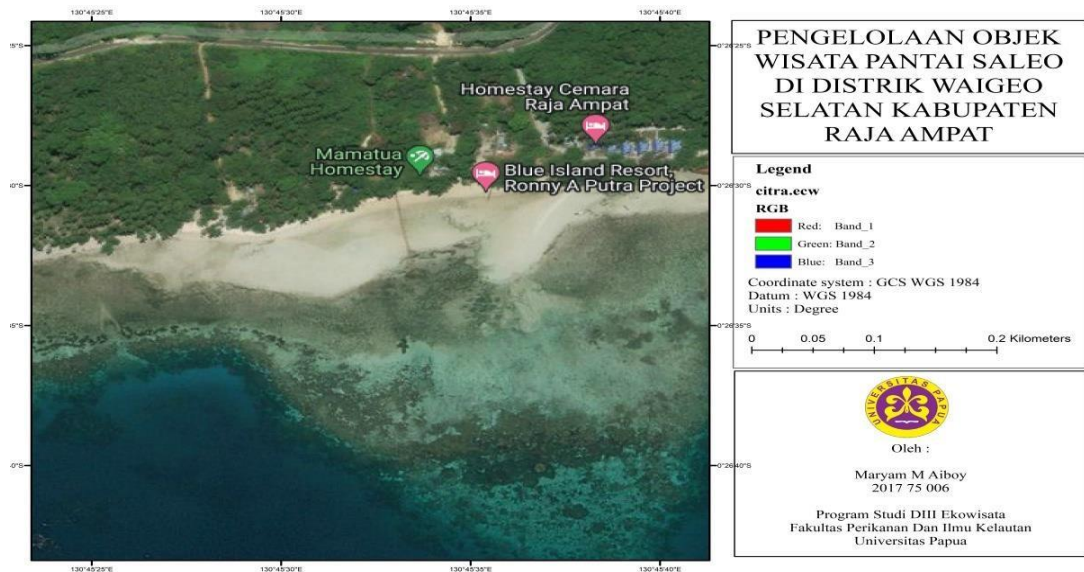 130°45'25"E 130°45'30"E 130°45'35"E 130°45'40"E
0°26'25"S
Homestay Cemara
Raja Ampat
Mamatua
Homestay
Blue Island Resort,
Ronny A Putra Project
0°26'30"S
0°26'35"S
0°26'40"S
130°45'25"E 130°45'30"E 130°45'35"E 130°45'40"E
PENGELOLAAN OBJEK
WISATA PANTAI SALEO
DI DISTRIK WAIGEO
SELATAN KABUPATEN
RAJA AMPAT
Legend
citra.ecw
RGB
Red: Band_1
Green: Band_2
Blue: Band_3
Coordinate system : GCS WGS 1984
Datum : WGS 1984
Units : Degree
0 0.05 0.1 0.2 Kilometers
UNIVERSITAS PAPUA
Oleh :
Maryam M Aiboy
2017 75 006
Program Studi DIII Ekowisata
Fakultas Perikanan Dan Ilmu Kelautan
Universitas Papua